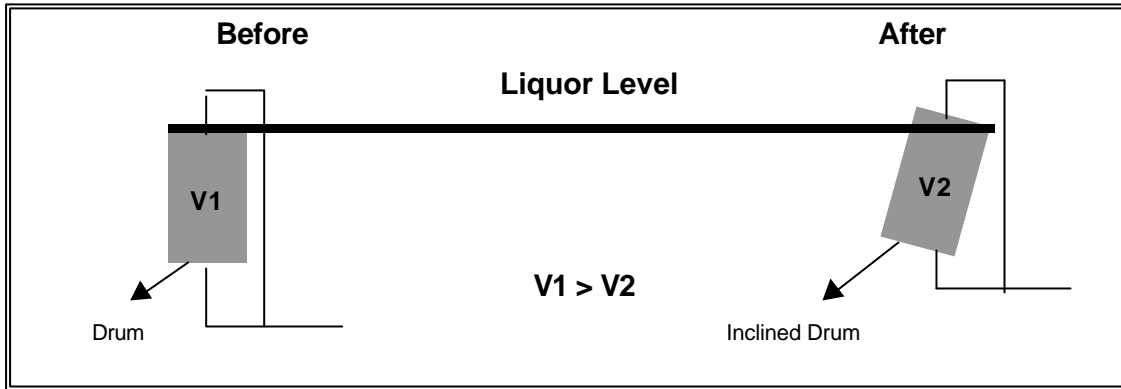 Before
After
Liquor Level
V1
V2
V1 > V2
Drum
Inclined Drum